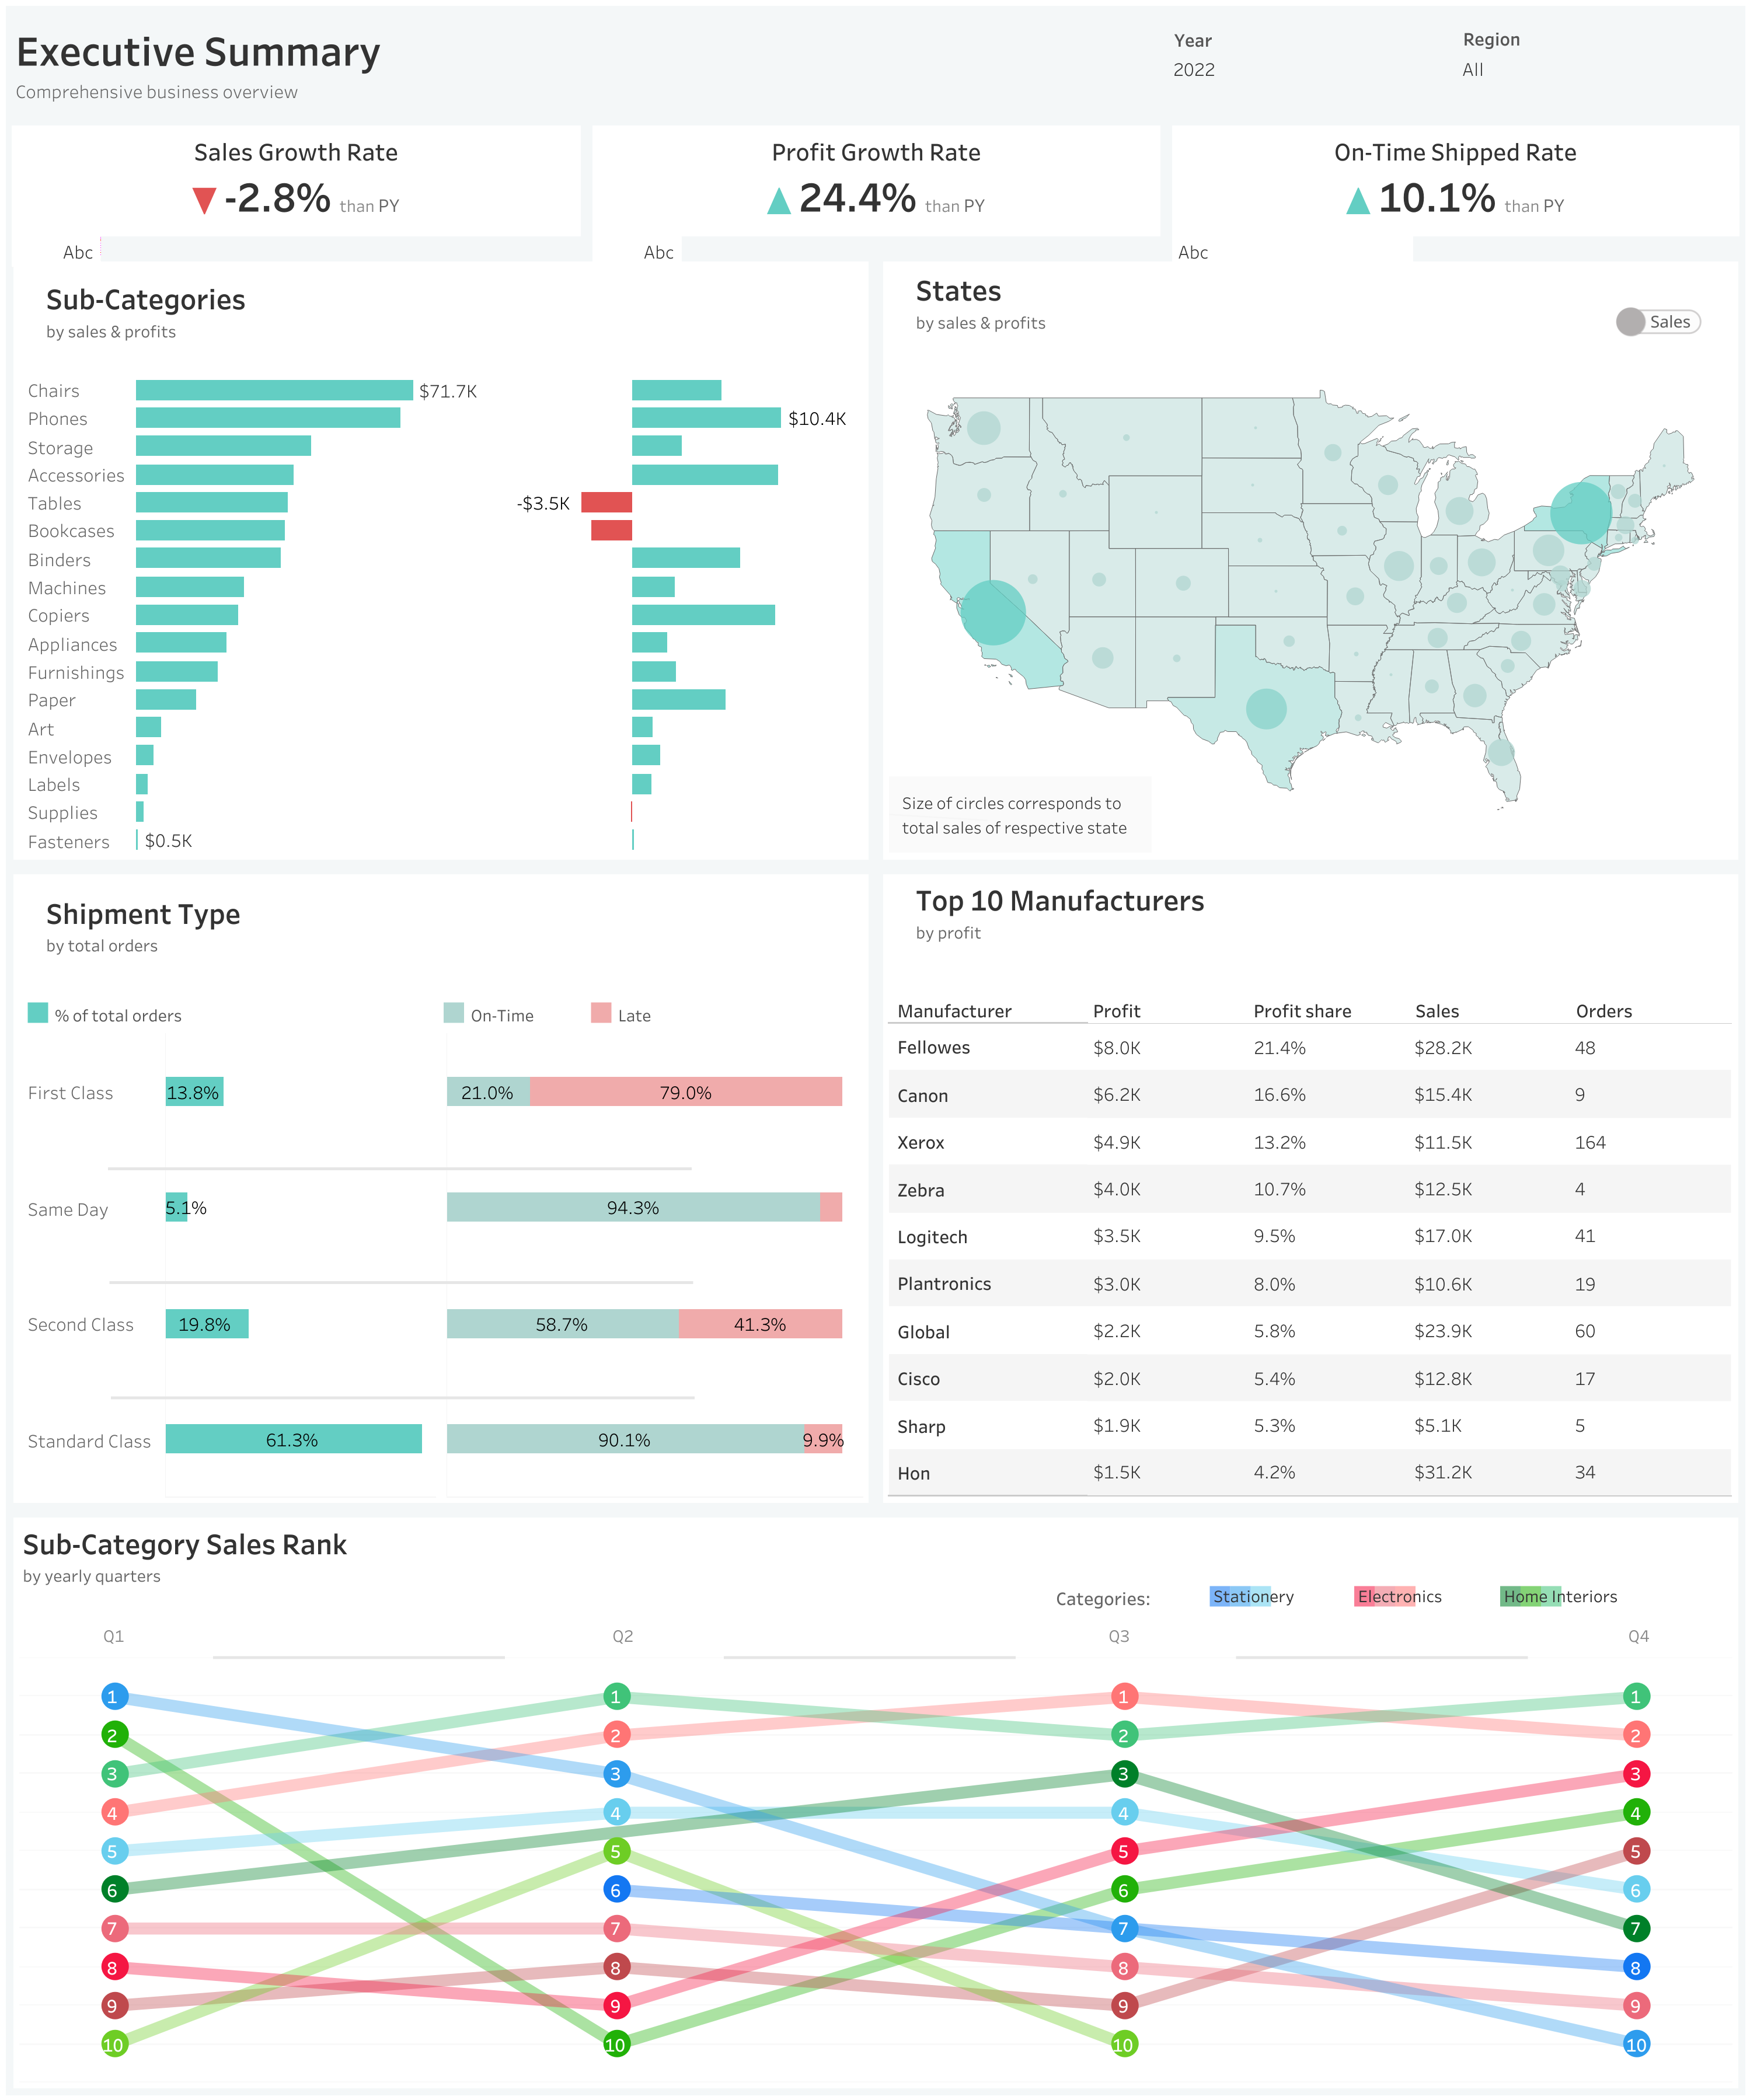 Executive Summary
Comprehensive business overview
Year
2022
Region
All
Sales Growth Rate
-2.8% than PY
Profit Growth Rate
24.4% than PY
On-Time Shipped Rate
10.1% than PY
Abc
Abc
Abc
Sub-Categories
by sales & profits
Chairs $71.7K
Phones $10.4K
Storage
Accessories
Tables -$3.5K
Bookcases
Binders
Machines
Copiers
Appliances
Furnishings
Paper
Art
Envelopes
Labels
Supplies
Fasteners $0.5K
States
by sales & profits
Sales
Size of circles corresponds to
total sales of respective state
Shipment Type
by total orders
% of total orders On-Time Late
First Class 13.8% 21.0% 79.0%
Same Day 5.1% 94.3%
Second Class 19.8% 58.7% 41.3%
Standard Class 61.3% 90.1% 9.9%
Top 10 Manufacturers
by profit
Manufacturer Profit Profit share Sales Orders
Fellowes $8.0K 21.4% $28.2K 48
Canon $6.2K 16.6% $15.4K 9
Xerox $4.9K 13.2% $11.5K 164
Zebra $4.0K 10.7% $12.5K 4
Logitech $3.5K 9.5% $17.0K 41
Plantronics $3.0K 8.0% $10.6K 19
Global $2.2K 5.8% $23.9K 60
Cisco $2.0K 5.4% $12.8K 17
Sharp $1.9K 5.3% $5.1K 5
Hon $1.5K 4.2% $31.2K 34
Sub-Category Sales Rank
by yearly quarters
Categories: Stationery Electronics Home Interiors
Q1 Q2 Q3 Q4
1 1 1 1
2 2 2 2
3 3 3 3
4 4 4 4
5 5 5 5
6 6 6 6
7 7 7 7
8 8 8 8
9 9 9 9
10 10 10 10